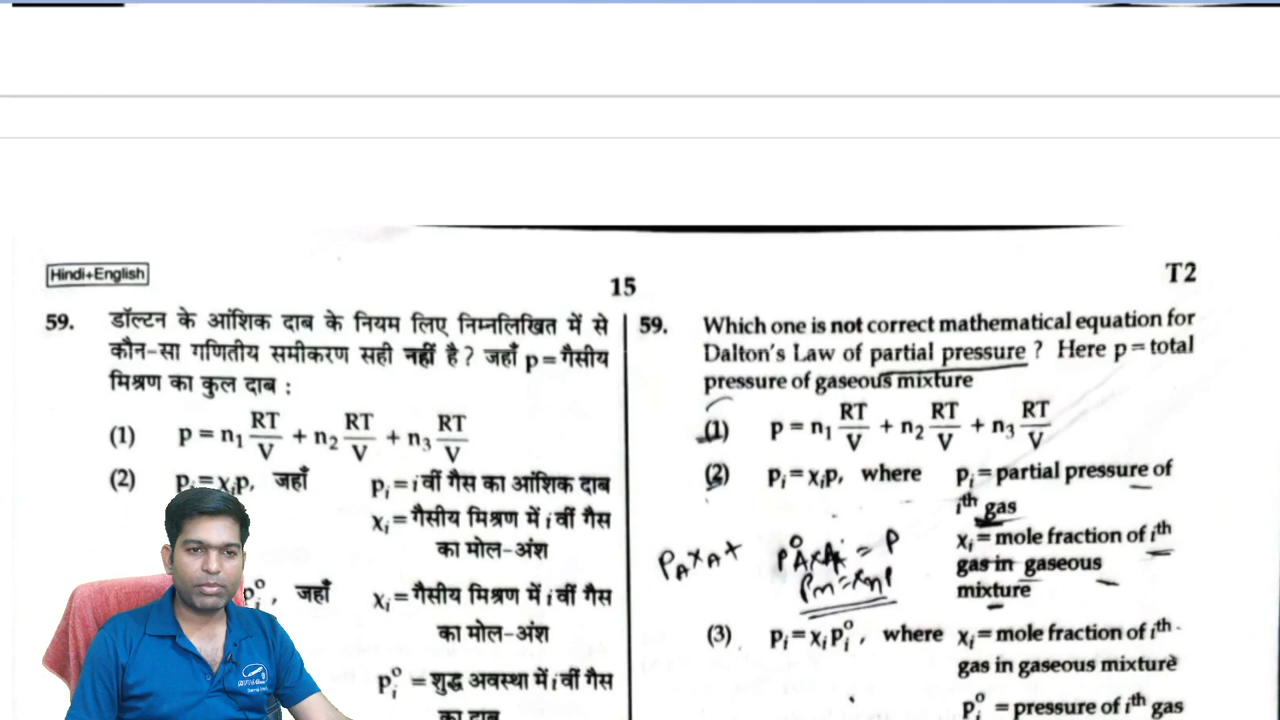 Hindi+English
15
T2
59. डॉल्टन के आंशिक दाब के नियम लिए निम्नलिखित में से
कौन-सा गणितीय समीकरण सही नहीं है ? जहाँ p = गैसीय
मिश्रण का कुल दाब :
(1) p = n₁ RT/V + n₂ RT/V + n₃ RT/V
(2) pᵢ = xᵢp, जहाँ pᵢ = i वीं गैस का आंशिक दाब
xᵢ = गैसीय मिश्रण में i वीं गैस
का मोल-अंश
pᵢ°, जहाँ xᵢ = गैसीय मिश्रण में i वीं गैस
का मोल-अंश
pᵢ° = शुद्ध अवस्था में i वीं गैस
का दाब
59. Which one is not correct mathematical equation for
Dalton's Law of partial pressure ? Here p = total
pressure of gaseous mixture
(1) p = n₁ RT/V + n₂ RT/V + n₃ RT/V
(2) pᵢ = xᵢp, where pᵢ = partial pressure of
iᵗʰ gas
xᵢ = mole fraction of iᵗʰ
gas in gaseous
mixture
(3) pᵢ = xᵢpᵢ°, where xᵢ = mole fraction of iᵗʰ
gas in gaseous mixture
pᵢ° = pressure of iᵗʰ gas